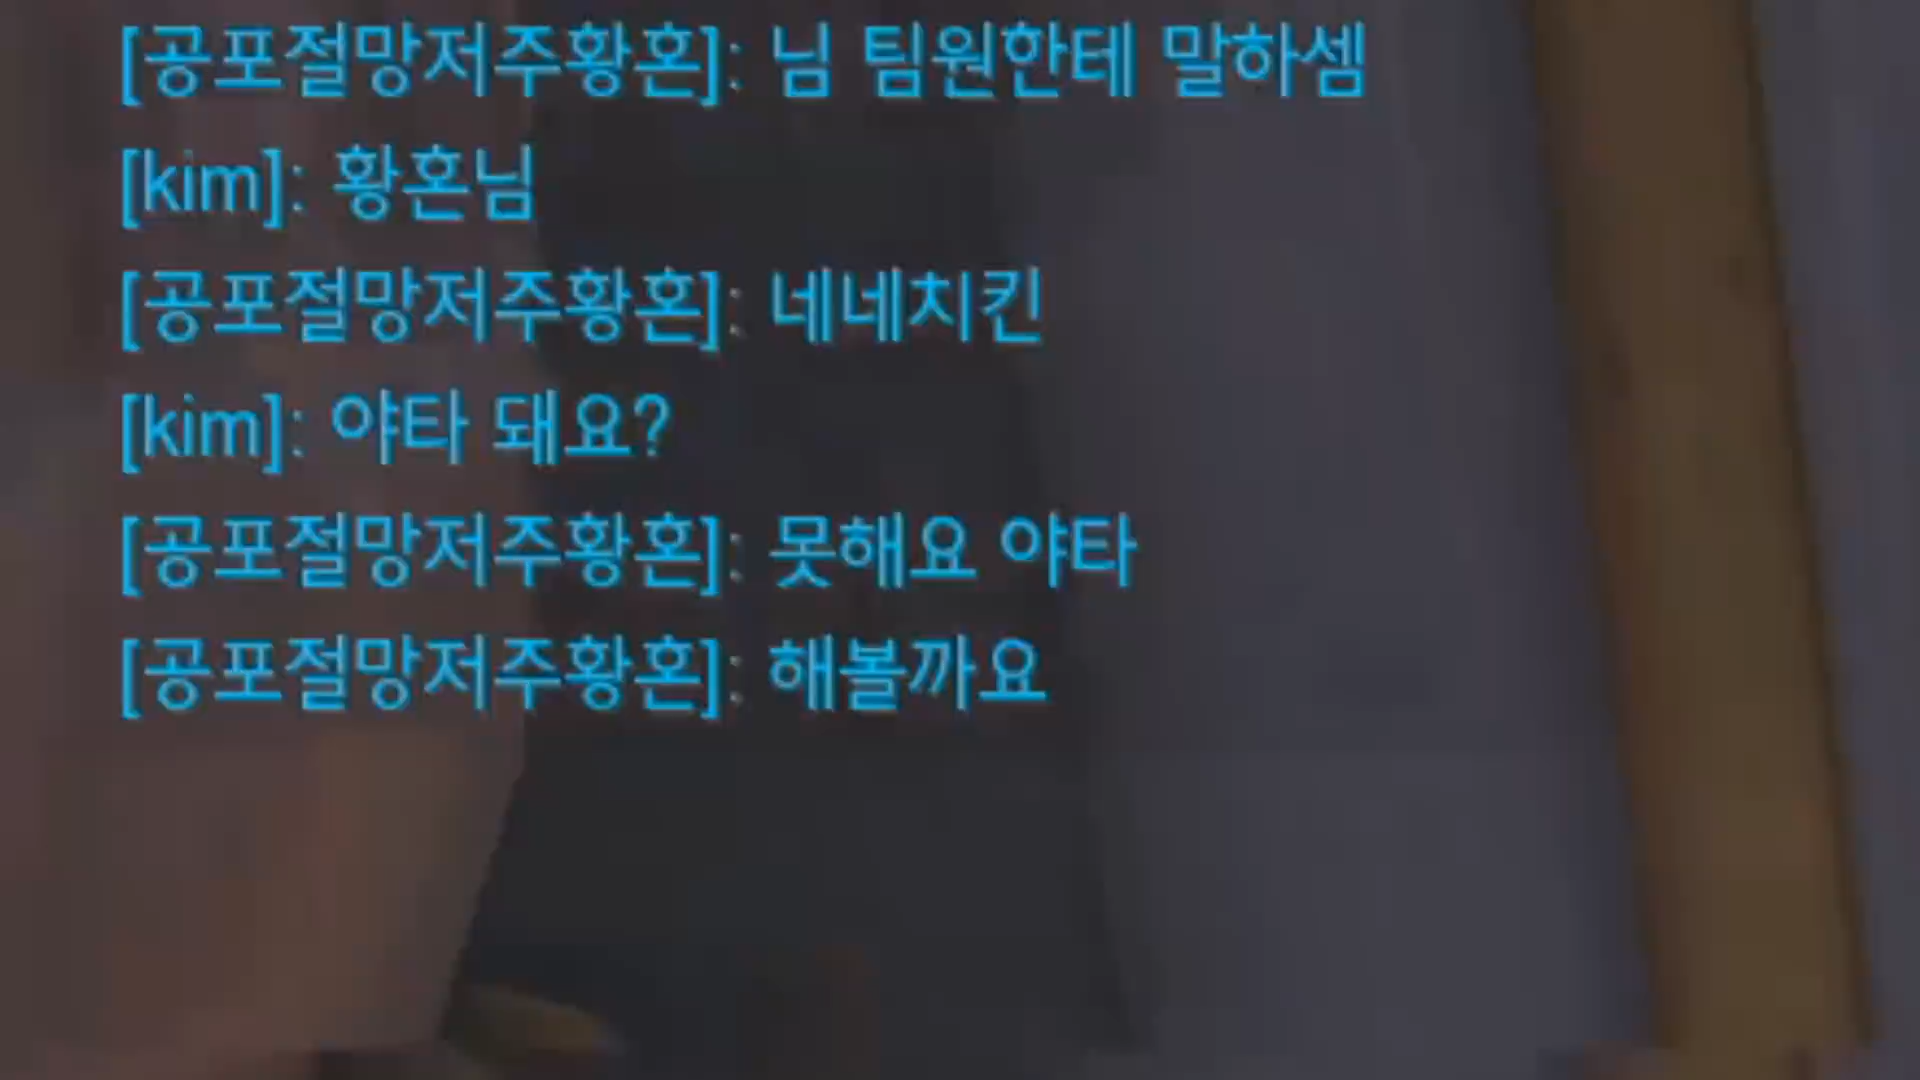 [공포절망저주황혼]: 님 팀원한테 말하셈
[kim]: 황혼님
[공포절망저주황혼]: 네네치킨
[kim]: 야타 돼요?
[공포절망저주황혼]: 못해요 야타
[공포절망저주황혼]: 해볼까요